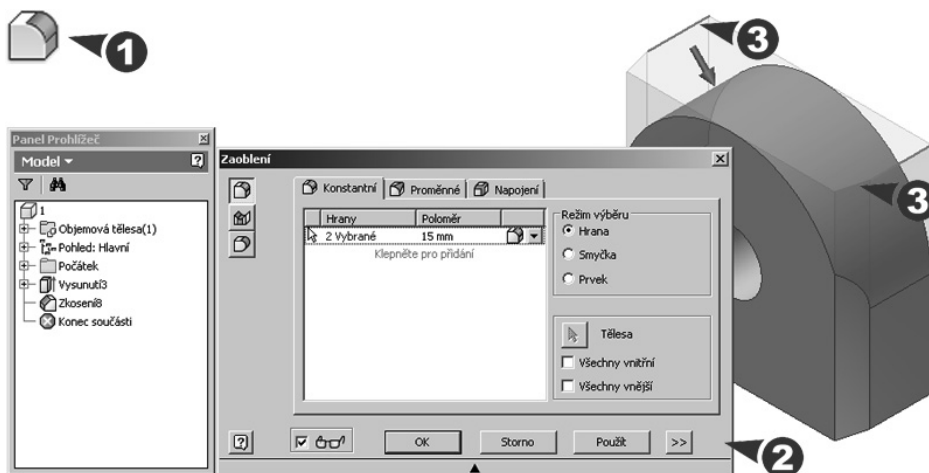 1
3
3
Panel Prohlížeč
Model
1
Objemová tělesa(1)
Pohled: Hlavní
Počátek
Vysunutí3
Zkosení8
Konec součásti
Zaoblení
Konstantní
Proměnné
Napojení
Hrany
Poloměr
2 Vybrané
15 mm
Klepněte pro přidání
Režim výběru
Hrana
Smyčka
Prvek
Tělesa
Všechny vnitřní
Všechny vnější
OK
Storno
Použít
>>
2